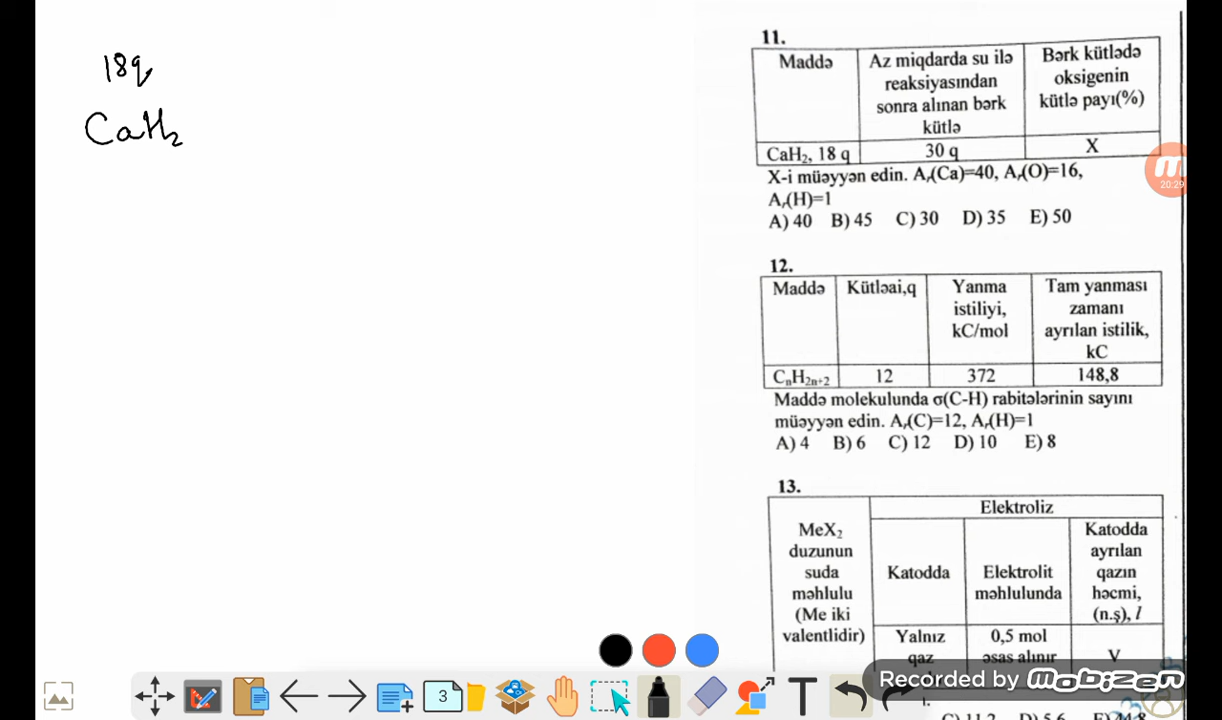 18q
CaH₂
11.
Maddə
Az miqdarda su ilə
reaksiyasından
sonra alınan bərk
kütlə
Bərk kütlədə
oksigenin
kütlə payı(%)
CaH₂, 18 q
30 q
X
X-i müəyyən edin. Aᵣ(Ca)=40, Aᵣ(O)=16,
Aᵣ(H)=1
A) 40 B) 45 C) 30 D) 35 E) 50
12.
Maddə
Kütləai,q
Yanma
istiliyi,
kC/mol
Tam yanması
zamanı
ayrılan istilik,
kC
CₙH₂ₙ₊₂
12
372
148,8
Maddə molekulunda σ(C-H) rabitələrinin sayını
müəyyən edin. Aᵣ(C)=12, Aᵣ(H)=1
A) 4 B) 6 C) 12 D) 10 E) 8
13.
MeX₂
duzunun
suda
məhlulu
(Me iki
valentlidir)
Elektroliz
Katodda
Elektrolit
məhlulunda
Katodda
ayrılan
qazın
həcmi,
(n.ş), l
Yalnız
qaz
0,5 mol
əsas alınır
V
20:29
3
T
Recorded by mobizen